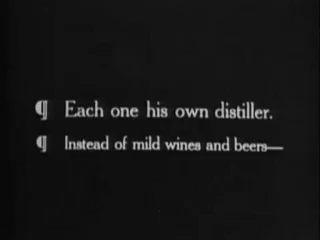 ¶ Each one his own distiller.
¶ Instead of mild wines and beers—